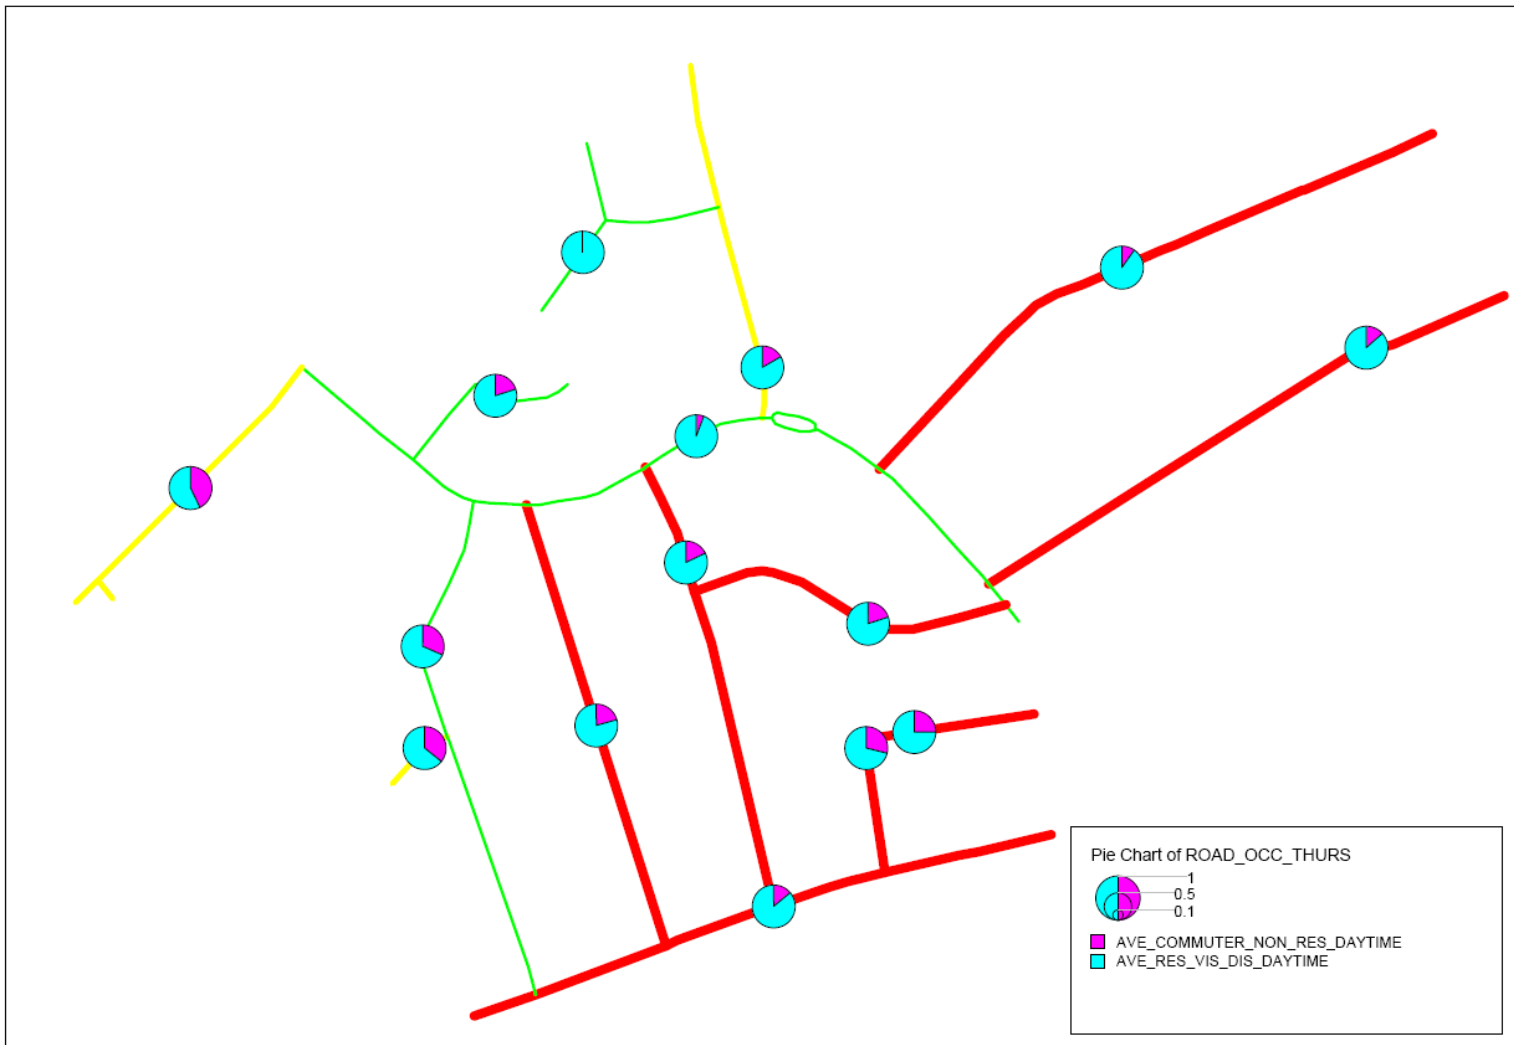 Pie Chart of ROAD_OCC_THURS
1
0.5
0.1
AVE_COMMUTER_NON_RES_DAYTIME
AVE_RES_VIS_DIS_DAYTIME